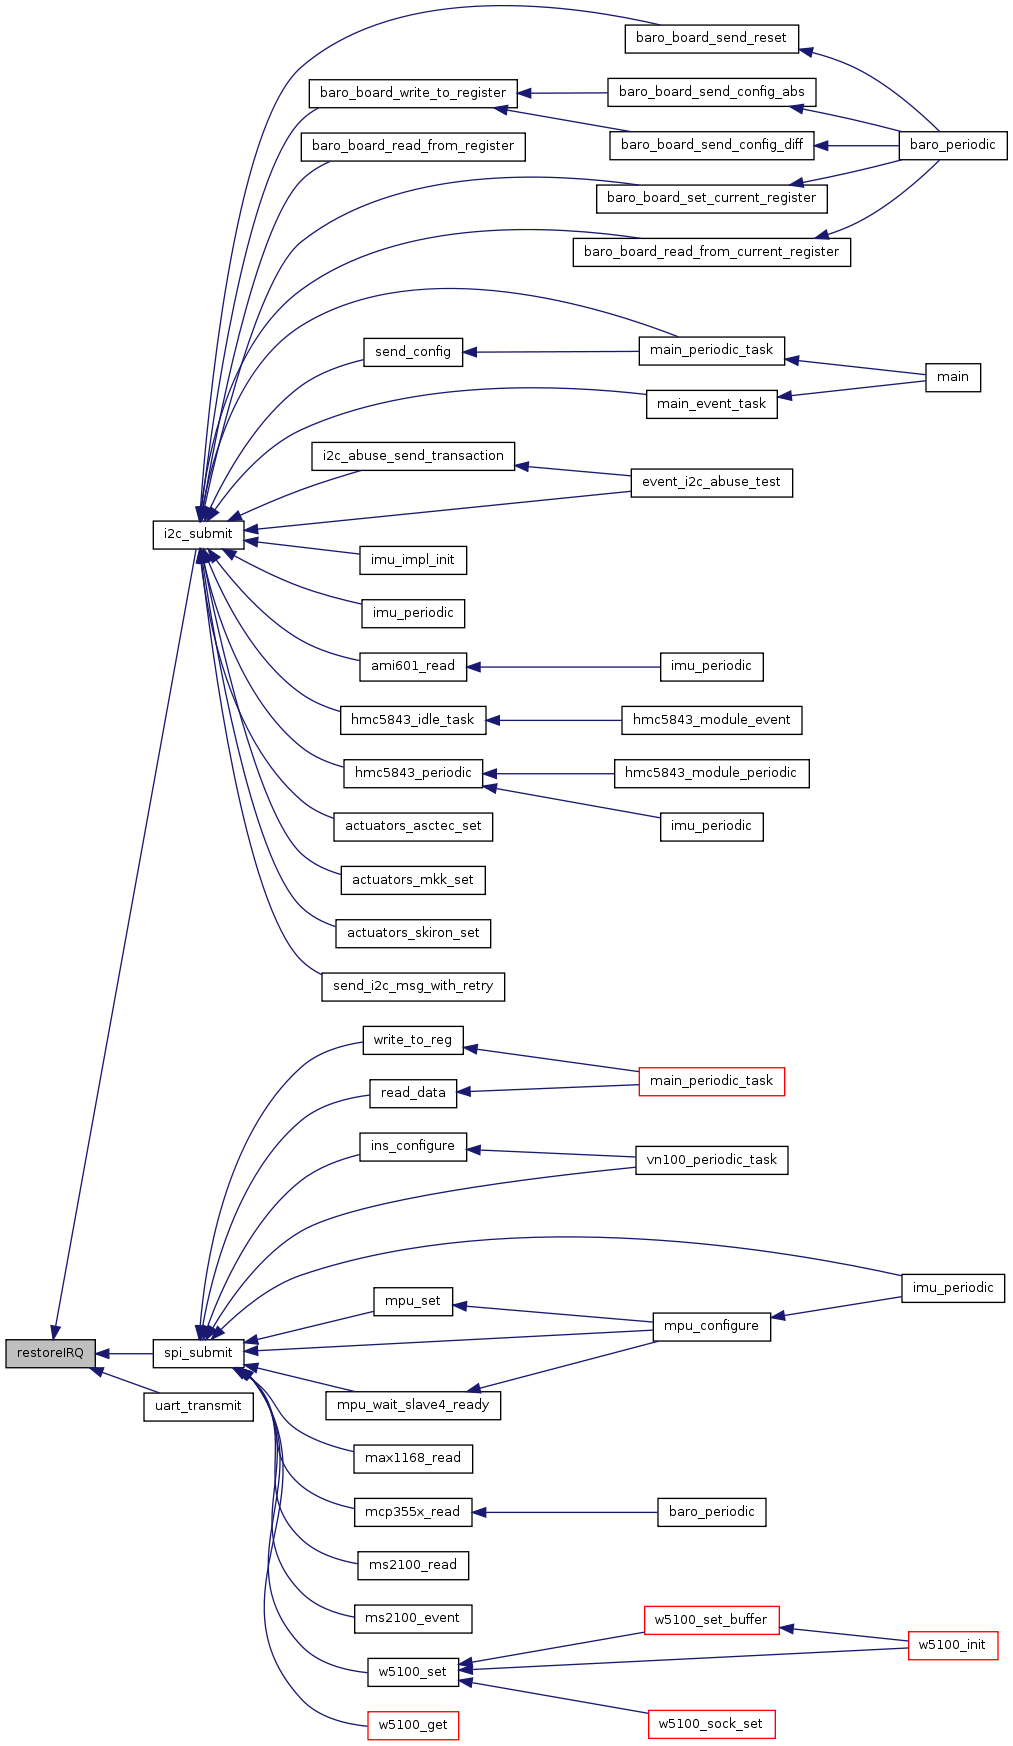 baro_board_send_reset
baro_board_write_to_register
baro_board_send_config_abs
baro_board_read_from_register
baro_board_send_config_diff
baro_periodic
baro_board_set_current_register
baro_board_read_from_current_register
send_config
main_periodic_task
main
main_event_task
i2c_abuse_send_transaction
event_i2c_abuse_test
i2c_submit
imu_impl_init
imu_periodic
ami601_read
imu_periodic
hmc5843_idle_task
hmc5843_module_event
hmc5843_periodic
hmc5843_module_periodic
actuators_asctec_set
imu_periodic
actuators_mkk_set
actuators_skiron_set
send_i2c_msg_with_retry
write_to_reg
main_periodic_task
read_data
ins_configure
vn100_periodic_task
imu_periodic
mpu_set
mpu_configure
restoreIRQ
spi_submit
uart_transmit
mpu_wait_slave4_ready
max1168_read
mcp355x_read
baro_periodic
ms2100_read
ms2100_event
w5100_set_buffer
w5100_init
w5100_set
w5100_sock_set
w5100_get